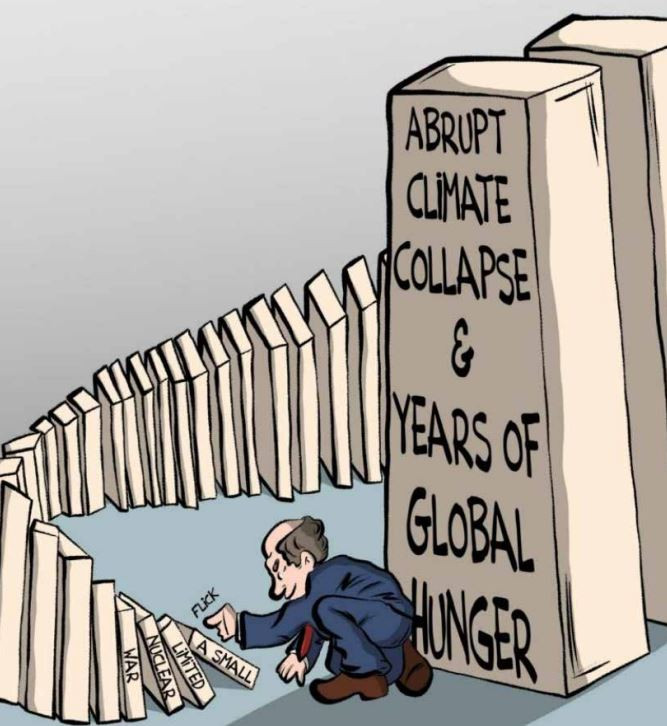 ABRUPT
CLIMATE
COLLAPSE
&
YEARS OF
GLOBAL
HUNGER
FLICK
A SMALL
LIMITED
NUCLEAR
WAR